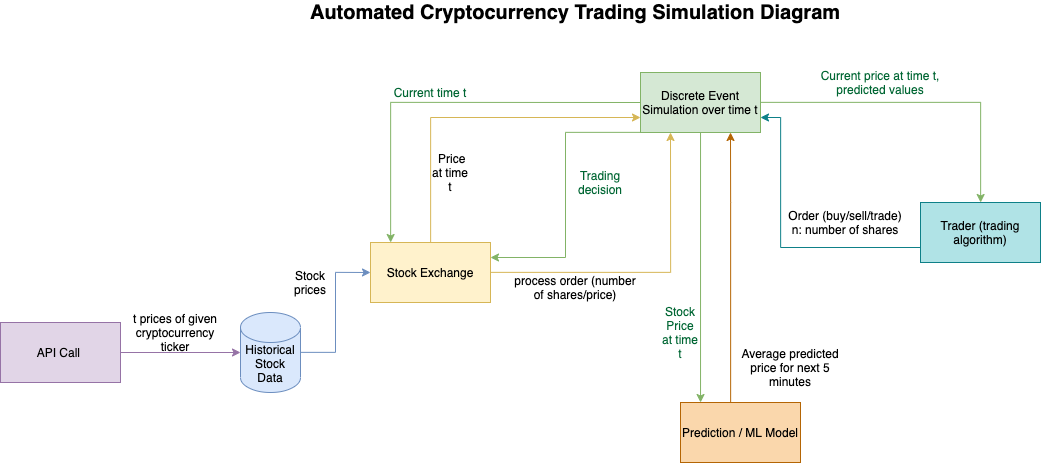 Automated Cryptocurrency Trading Simulation Diagram
Current time t
Discrete Event
Simulation over time t
Current price at time t,
predicted values
Price
at time
t
Trading
decision
Order (buy/sell/trade)
n: number of shares
Trader (trading
algorithm)
Stock Exchange
Stock
prices
process order (number
of shares/price)
t prices of given
cryptocurrency
ticker
API Call
Historical
Stock
Data
Stock
Price
at time
t
Average predicted
price for next 5
minutes
Prediction / ML Model